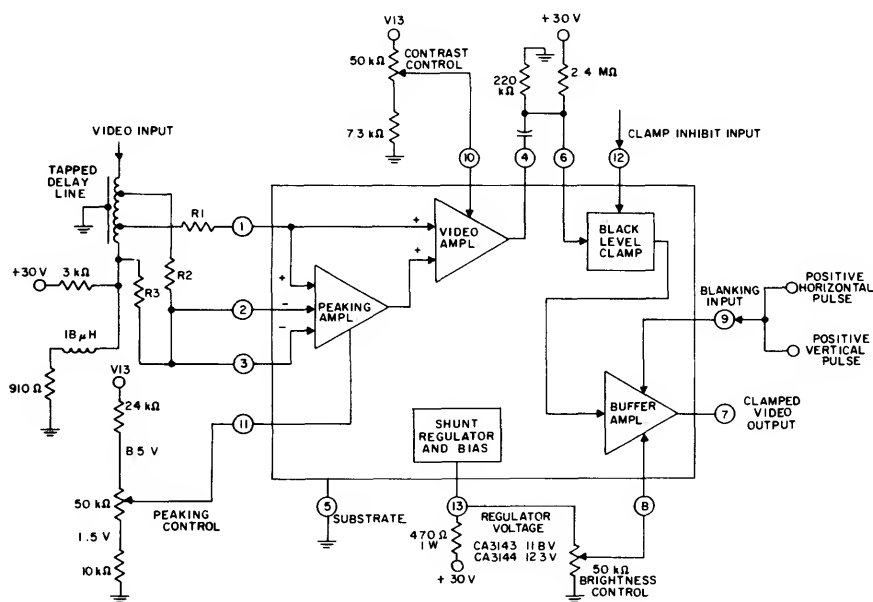 V13
+30 V
50 kΩ
CONTRAST
CONTROL
220
kΩ
2.4 MΩ
7.3 kΩ
VIDEO INPUT
CLAMP INHIBIT INPUT
TAPPED
DELAY
LINE
10
4
6
12
R1
1
+
+
VIDEO
AMPL
+
BLACK
LEVEL
CLAMP
+30V
3 kΩ
R3
R2
2
3
+
-
-
PEAKING
AMPL
BLANKING
INPUT
9
POSITIVE
HORIZONTAL
PULSE
POSITIVE
VERTICAL
PULSE
18 µH
910 Ω
V13
24 kΩ
8.5 V
11
50 kΩ
PEAKING
CONTROL
1.5 V
10 kΩ
SHUNT
REGULATOR
AND BIAS
BUFFER
AMPL
7
CLAMPED
VIDEO
OUTPUT
5
SUBSTRATE
13
8
470 Ω
1 W
+ 30V
REGULATOR
VOLTAGE
CA3143 11.8 V
CA3144 12.3 V
50 kΩ
BRIGHTNESS
CONTROL